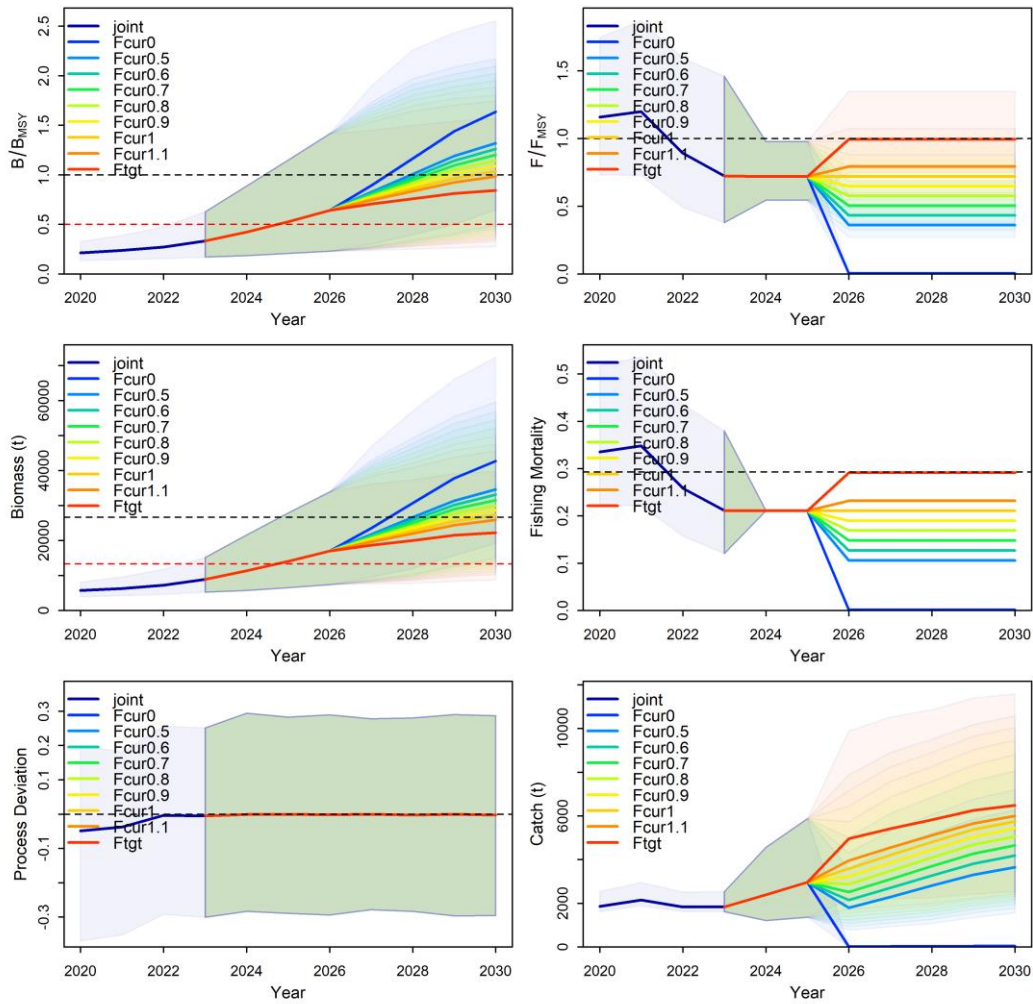 B/BMSY
0.0 0.5 1.0 1.5 2.0 2.5
joint
Fcur0
Fcur0.5
Fcur0.6
Fcur0.7
Fcur0.8
Fcur0.9
Fcur1
Fcur1.1
Ftgt
2020 2022 2024 2026 2028 2030
Year
F/FMSY
0.0 0.5 1.0 1.5
joint
Fcur0
Fcur0.5
Fcur0.6
Fcur0.7
Fcur0.8
Fcur0.9
Fcur1
Fcur1.1
Ftgt
2020 2022 2024 2026 2028 2030
Year
Biomass (t)
0 20000 40000 60000
joint
Fcur0
Fcur0.5
Fcur0.6
Fcur0.7
Fcur0.8
Fcur0.9
Fcur1
Fcur1.1
Ftgt
2020 2022 2024 2026 2028 2030
Year
Fishing Mortality
0.0 0.1 0.2 0.3 0.4 0.5
joint
Fcur0
Fcur0.5
Fcur0.6
Fcur0.7
Fcur0.8
Fcur0.9
Fcur1
Fcur1.1
Ftgt
2020 2022 2024 2026 2028 2030
Year
Process Deviation
-0.3 -0.1 0.0 0.1 0.3
joint
Fcur0
Fcur0.5
Fcur0.6
Fcur0.7
Fcur0.8
Fcur0.9
Fcur1
Fcur1.1
Ftgt
2020 2022 2024 2026 2028 2030
Year
Catch (t)
0 2000 6000 10000
joint
Fcur0
Fcur0.5
Fcur0.6
Fcur0.7
Fcur0.8
Fcur0.9
Fcur1
Fcur1.1
Ftgt
2020 2022 2024 2026 2028 2030
Year